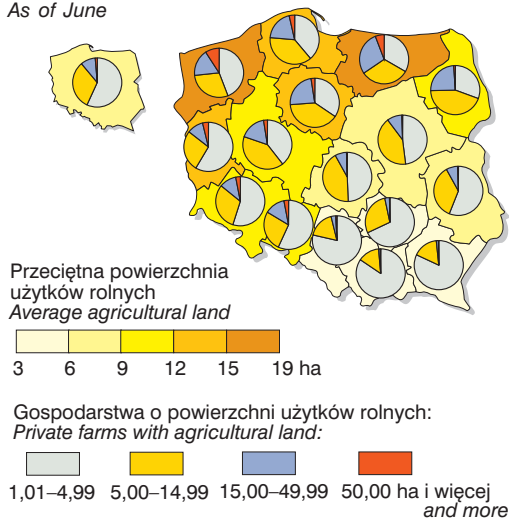 As of June
Przeciętna powierzchnia
użytków rolnych
Average agricultural land
3 6 9 12 15 19 ha
Gospodarstwa o powierzchni użytków rolnych:
Private farms with agricultural land:
1,01–4,99 5,00–14,99 15,00–49,99 50,00 ha i więcej
and more